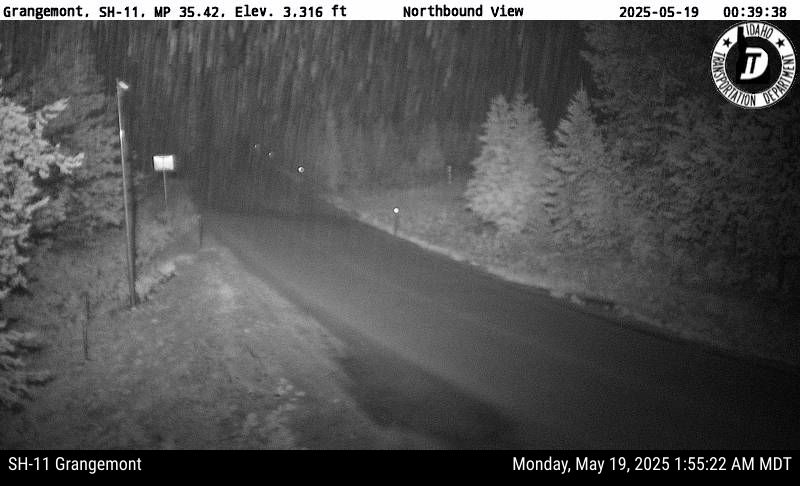 Grangemont, SH-11, MP 35.42, Elev. 3,316 ft Northbound View 2025-05-19 00:39:38
IDAHO
TRANSPORTATION DEPARTMENT
SH-11 Grangemont Monday, May 19, 2025 1:55:22 AM MDT